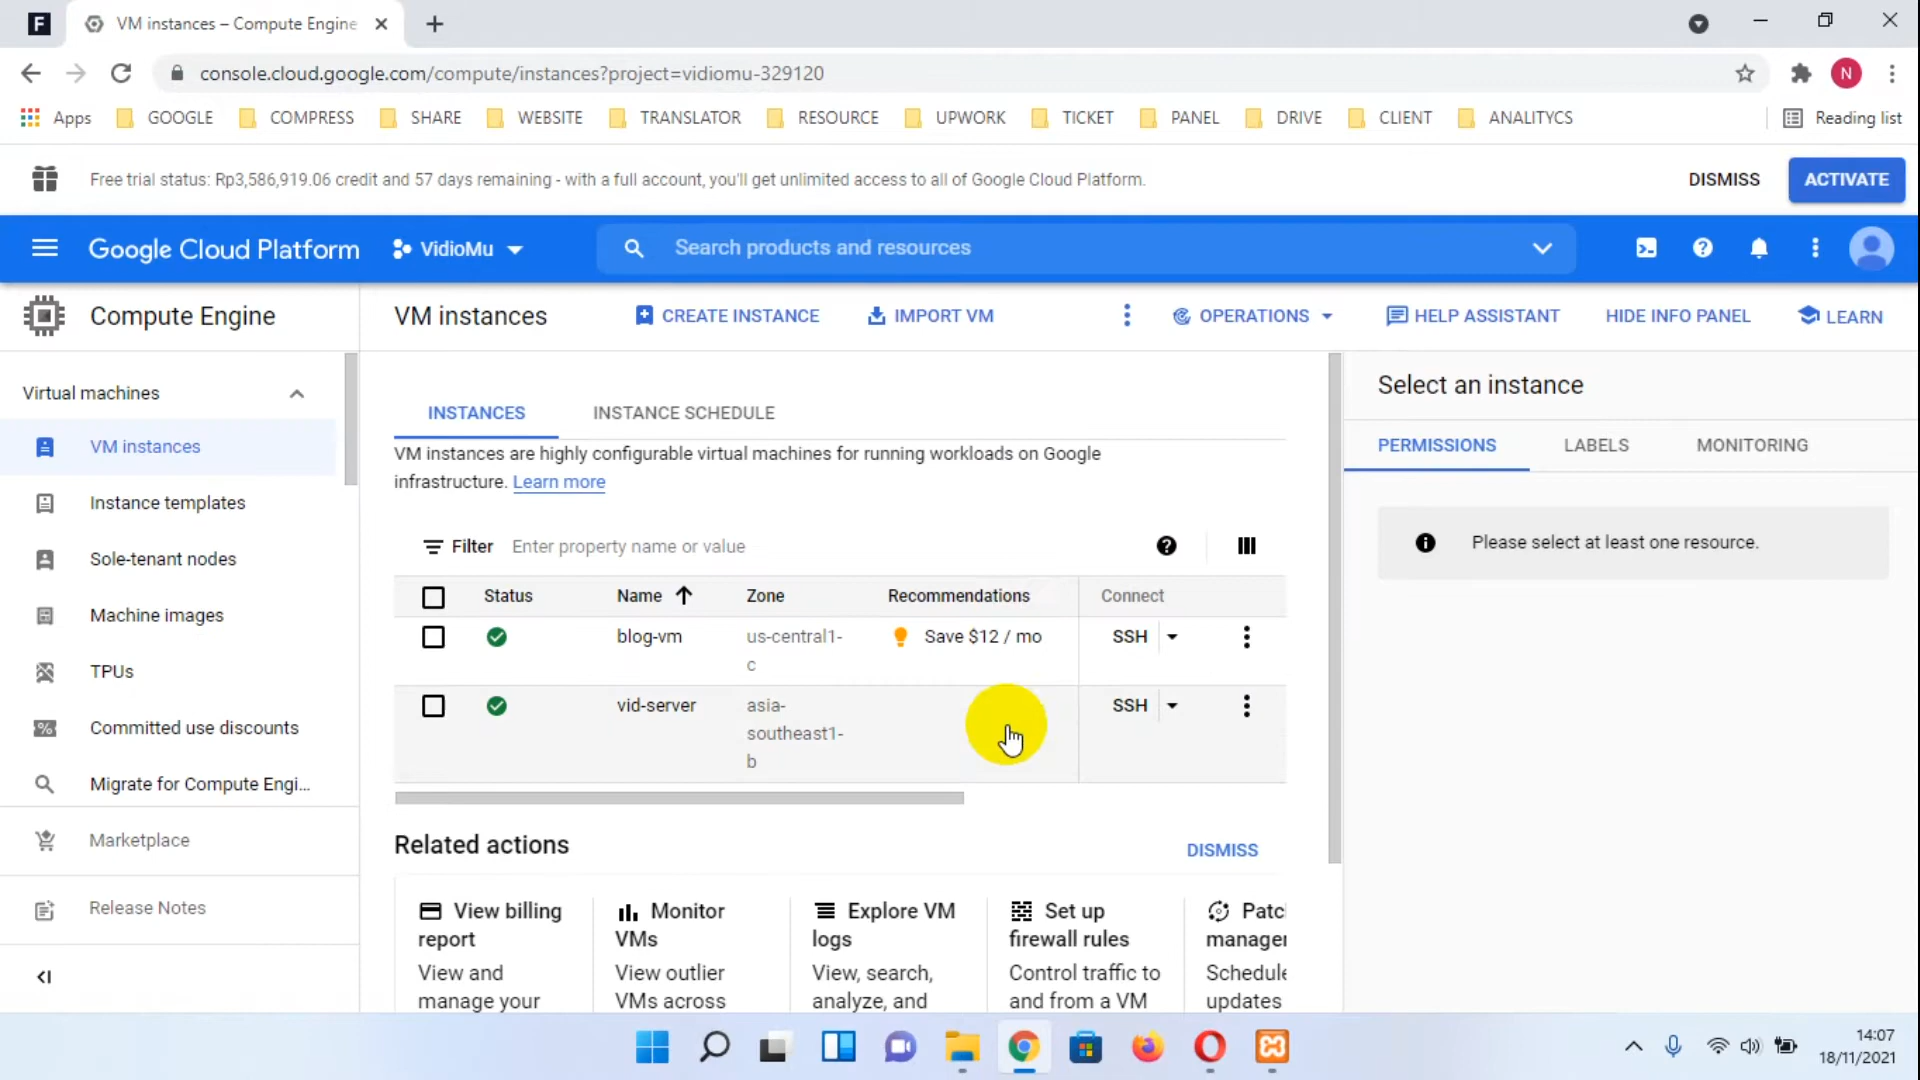 F
VM instances – Compute Engine
console.cloud.google.com/compute/instances?project=vidiomu-329120
N
Apps
GOOGLE
COMPRESS
SHARE
WEBSITE
TRANSLATOR
RESOURCE
UPWORK
TICKET
PANEL
DRIVE
CLIENT
ANALITYCS
Reading list
Free trial status: Rp3,586,919.06 credit and 57 days remaining - with a full account, you'll get unlimited access to all of Google Cloud Platform.
DISMISS
ACTIVATE
Google Cloud Platform
VidioMu
Search products and resources
Compute Engine
VM instances
CREATE INSTANCE
IMPORT VM
OPERATIONS
HELP ASSISTANT
HIDE INFO PANEL
LEARN
Virtual machines
VM instances
Instance templates
Sole-tenant nodes
Machine images
TPUs
Committed use discounts
Migrate for Compute Engi...
Marketplace
Release Notes
INSTANCES
INSTANCE SCHEDULE
VM instances are highly configurable virtual machines for running workloads on Google
infrastructure. Learn more
Filter
Enter property name or value
Status
Name
Zone
Recommendations
Connect
blog-vm
us-central1-
c
Save $12 / mo
SSH
vid-server
asia-
southeast1-
b
SSH
Related actions
DISMISS
View billing
report
View and
manage your
Monitor
VMs
View outlier
VMs across
Explore VM
logs
View, search,
analyze, and
Set up
firewall rules
Control traffic to
and from a VM
Patc
manager
Schedule
updates
Select an instance
PERMISSIONS
LABELS
MONITORING
Please select at least one resource.
14:07
18/11/2021